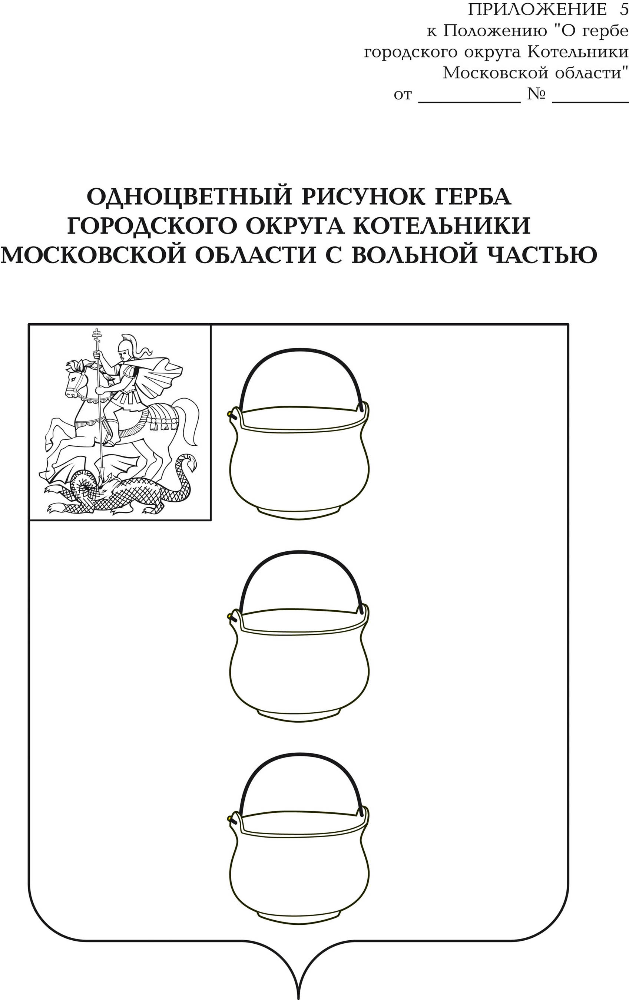 ПРИЛОЖЕНИЕ 5
к Положению "О гербе
городского округа Котельники
Московской области"
от ____________ № _________
ОДНОЦВЕТНЫЙ РИСУНОК ГЕРБА
ГОРОДСКОГО ОКРУГА КОТЕЛЬНИКИ
МОСКОВСКОЙ ОБЛАСТИ С ВОЛЬНОЙ ЧАСТЬЮ